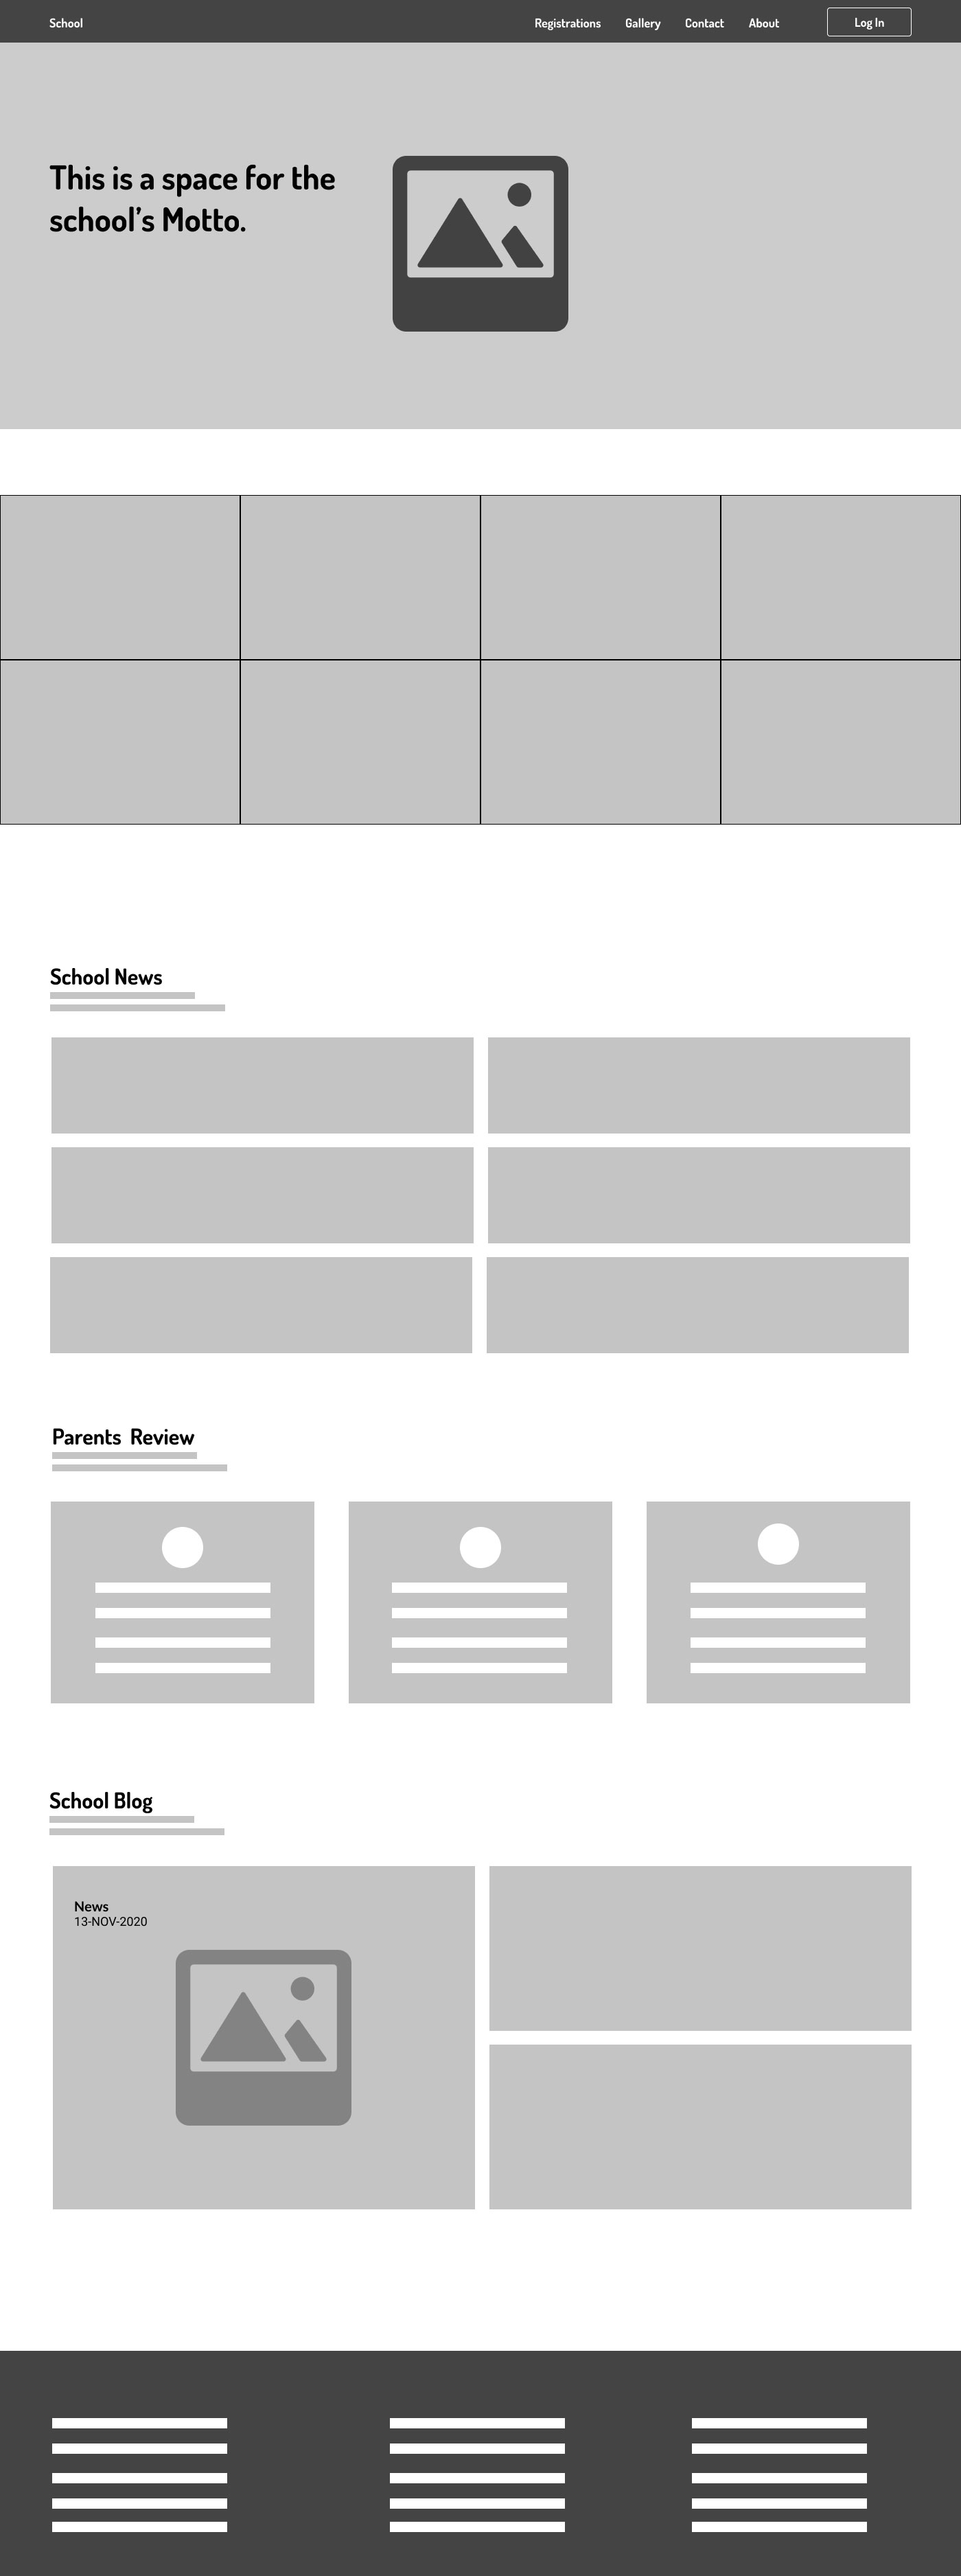 School
Registrations Gallery Contact About Log In
This is a space for the
school’s Motto.
School News
Parents  Review
School Blog
News
13-NOV-2020